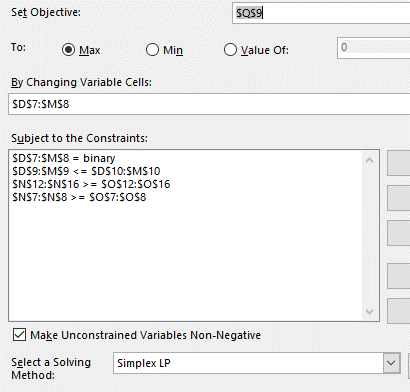 Set Objective: $Q$9
To: Max Min Value Of: 0
By Changing Variable Cells:
$D$7:$M$8
Subject to the Constraints:
$D$7:$M$8 = binary
$D$9:$M$9 <= $D$10:$M$10
$N$12:$N$16 >= $O$12:$O$16
$N$7:$N$8 >= $O$7:$O$8
Make Unconstrained Variables Non-Negative
Select a Solving Method: Simplex LP